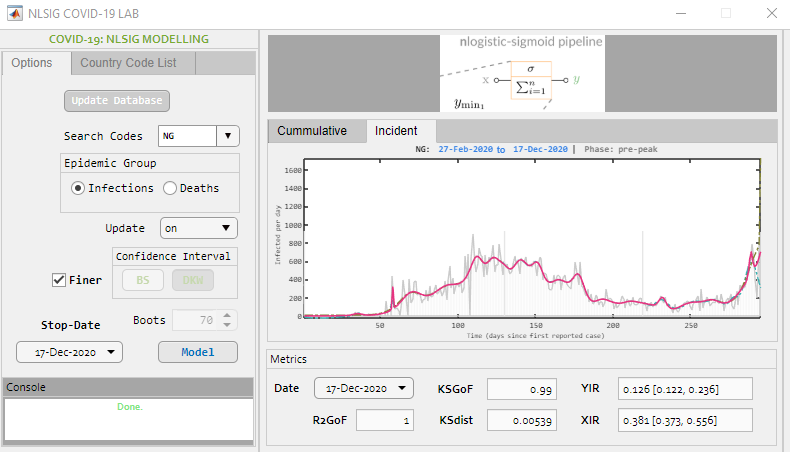 NLSIG COVID-19 LAB
COVID-19: NLSIG MODELLING
Options
Country Code List
Update Database
Search Codes
NG
Epidemic Group
Infections
Deaths
Update
on
Confidence Interval
Finer
BS
DKW
Stop-Date
Boots
70
17-Dec-2020
Model
Console
Done.
nlogistic-sigmoid pipeline
x
σ
∑ⁿᵢ₌₁
y
yₘᵢₙ₁
Cummulative
Incident
NG: 27-Feb-2020 to 17-Dec-2020 | Phase: pre-peak
Infected per day
1600
1400
1200
1000
800
600
400
200
0
50
100
150
200
250
Time (days since first reported case)
Metrics
Date
17-Dec-2020
KSGoF
0.99
YIR
0.126 [0.122, 0.236]
R2GoF
1
KSdist
0.00539
XIR
0.381 [0.373, 0.556]